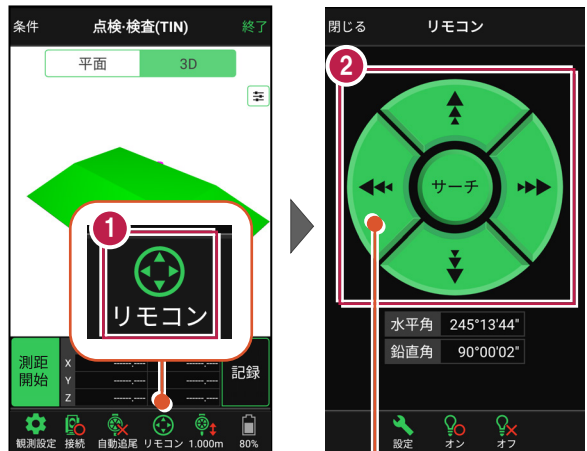 条件 点検・検査(TIN) 終了
平面 3D
1
リモコン
測距
開始
X -----.---- -----.----
Y -----.---- -----.----
Z -----.---- -----.----
記録
観測設定 接続 自動追尾 リモコン 1.000m 80%
閉じる リモコン
2
サーチ
水平角 245°13'44"
鉛直角 90°00'02"
設定 オン オフ